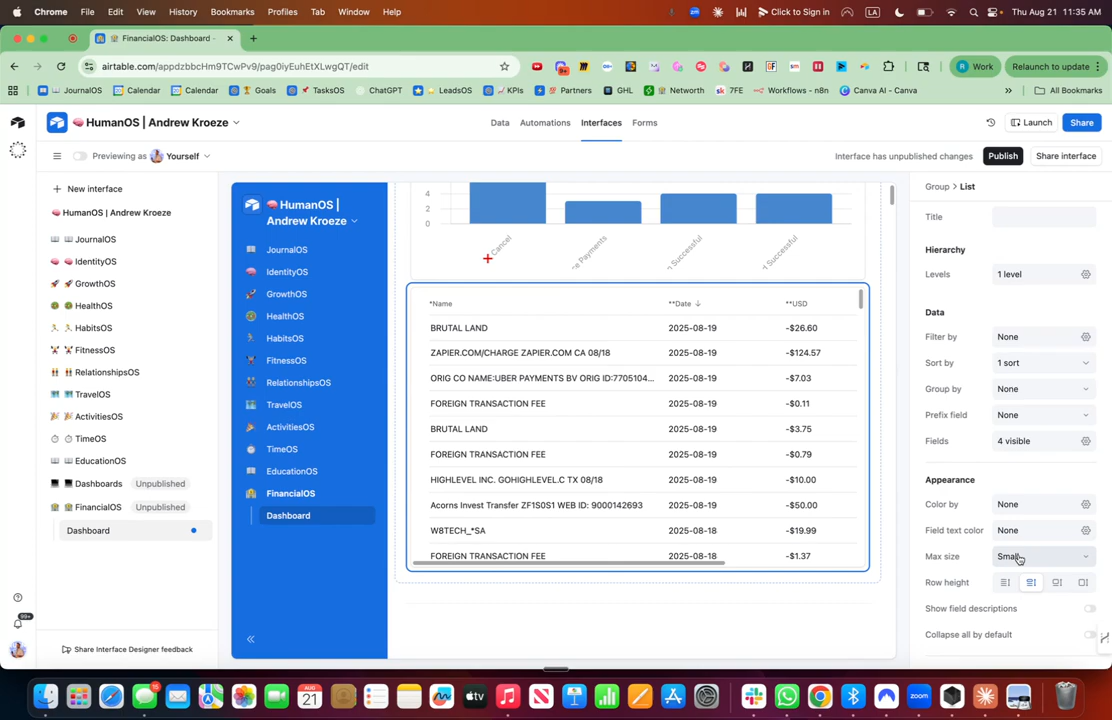 Chrome File Edit View History Bookmarks Profiles Tab Window Help Click to Sign in LA Thu Aug 21 11:35 AM
FinancialOS: Dashboard
airtable.com/appdzbbcHm9TCwPv9/pag0iyEuhEtXLwgQT/edit 9+ Work Relaunch to update
JournalOS Calendar Calendar Goals TasksOS ChatGPT LeadsOS KPIs Partners GHL Networth 7FE Workflows - n8n Canva AI - Canva All Bookmarks
HumanOS | Andrew Kroeze Data Automations Interfaces Forms Launch Share
Previewing as Yourself Interface has unpublished changes Publish Share interface
New interface
HumanOS | Andrew Kroeze
JournalOS
IdentityOS
GrowthOS
HealthOS
HabitsOS
FitnessOS
RelationshipsOS
TravelOS
ActivitiesOS
TimeOS
EducationOS
Dashboards Unpublished
FinancialOS Unpublished
Dashboard
99+
Share Interface Designer feedback
HumanOS |
Andrew Kroeze
JournalOS
IdentityOS
GrowthOS
HealthOS
HabitsOS
FitnessOS
RelationshipsOS
TravelOS
ActivitiesOS
TimeOS
EducationOS
FinancialOS
Dashboard
4
2
0
Cancel
Payments
Successful
Successful
*Name **Date ↓ **USD
BRUTAL LAND 2025-08-19 -$26.60
ZAPIER.COM/CHARGE ZAPIER.COM CA 08/18 2025-08-19 -$124.57
ORIG CO NAME:UBER PAYMENTS BV ORIG ID:7705104... 2025-08-19 -$7.03
FOREIGN TRANSACTION FEE 2025-08-19 -$0.11
BRUTAL LAND 2025-08-19 -$3.75
FOREIGN TRANSACTION FEE 2025-08-19 -$0.79
HIGHLEVEL INC. GOHIGHLEVEL.C TX 08/18 2025-08-19 -$10.00
Acorns Invest Transfer ZF1S0S1 WEB ID: 9000142693 2025-08-19 -$50.00
W8TECH_*SA 2025-08-18 -$19.99
FOREIGN TRANSACTION FEE 2025-08-18 -$1.37
Group > List
Title
Hierarchy
Levels 1 level
Data
Filter by None
Sort by 1 sort
Group by None
Prefix field None
Fields 4 visible
Appearance
Color by None
Field text color None
Max size Small
Row height
Show field descriptions
Collapse all by default
15
AUG
21
tv
zoom